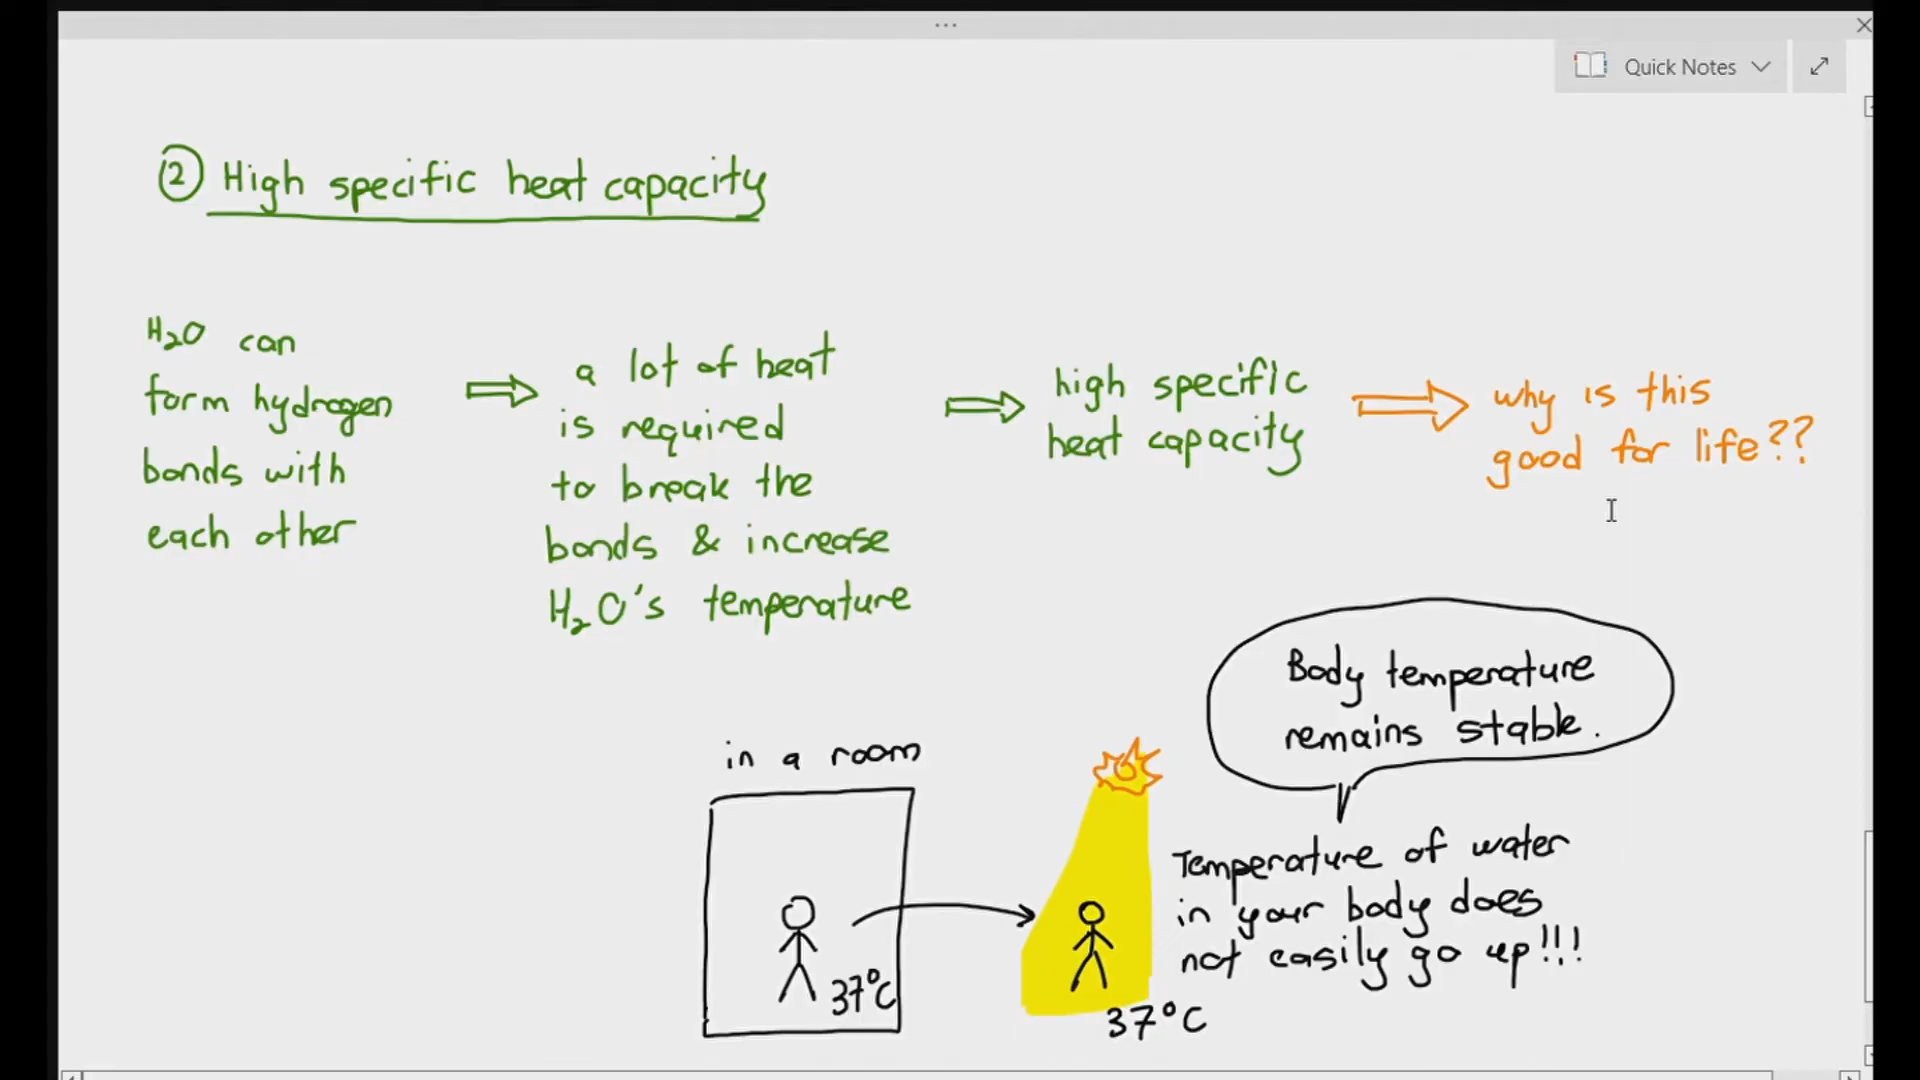 Quick Notes
② High specific heat capacity
H₂O can
form hydrogen
bonds with
each other
a lot of heat
is required
to break the
bonds & increase
H₂O's temperature
high specific
heat capacity
why is this
good for life??
Body temperature
remains stable.
in a room
37°C
Temperature of water
in your body does
not easily go up!!!
37°C